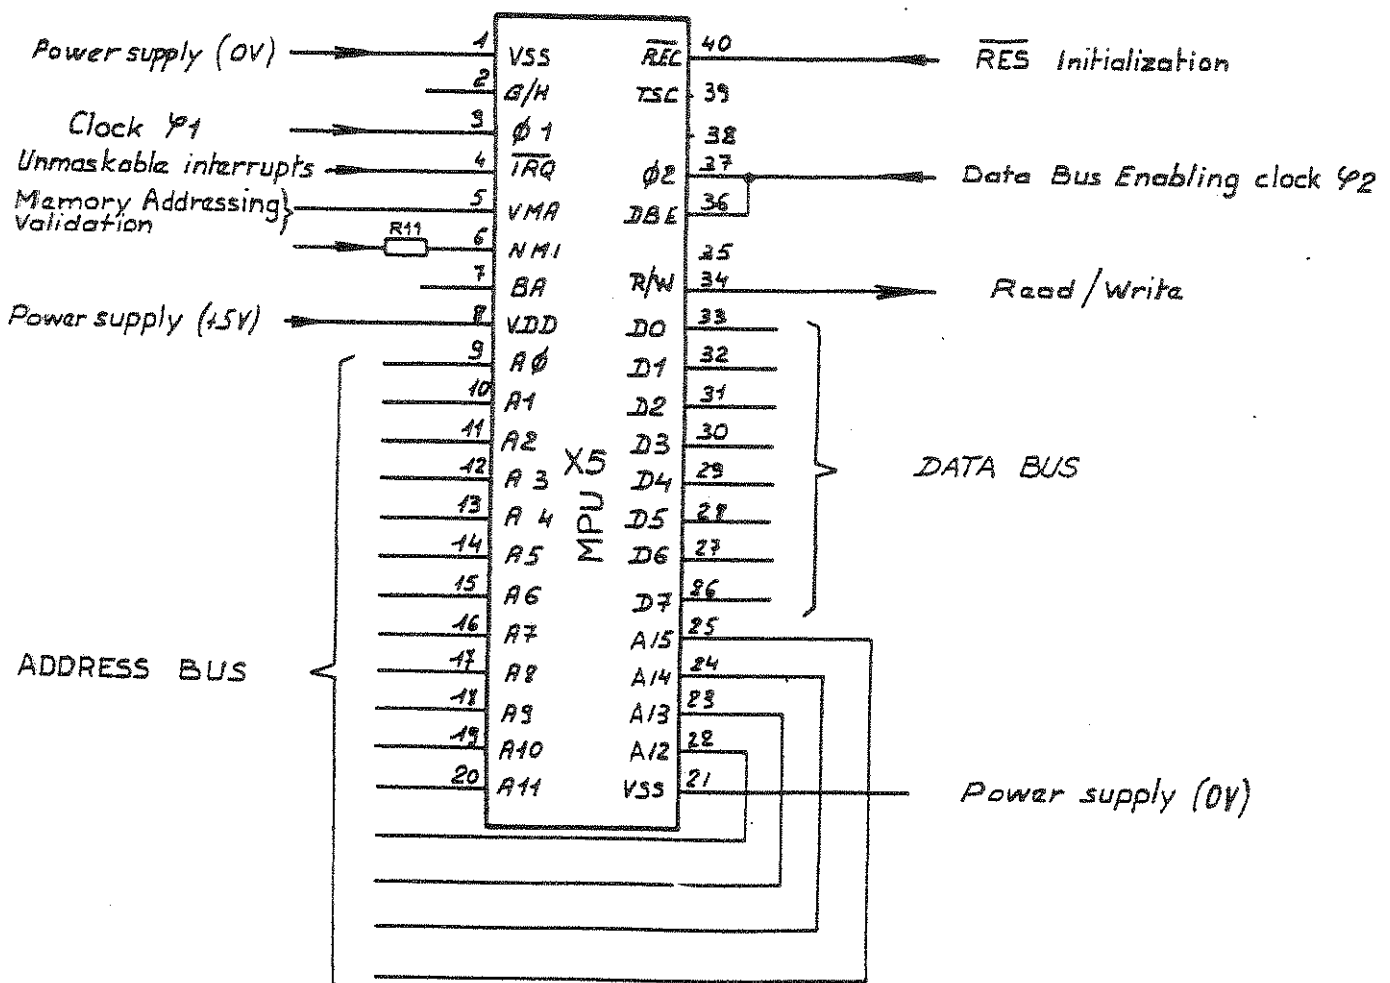 Power supply (0V)
1
VSS
2
G/H
Clock φ1
3
Φ1
Unmaskable interrupts
4
IRQ
Memory Addressing
Validation
5
VMA
R11
6
NMI
7
BA
Power supply (+5V)
8
VDD
9
AΦ
10
A1
11
A2
12
A3
13
A4
14
A5
15
A6
16
A7
17
A8
18
A9
19
A10
20
A11
ADDRESS BUS
X5
MPU
REC
40
RES Initialization
TSC
39
38
Φ2
37
Data Bus Enabling clock φ2
DBE
36
35
R/W
34
Read/Write
D0
33
D1
32
D2
31
D3
30
D4
29
D5
28
D6
27
D7
26
DATA BUS
A15
25
A14
24
A13
23
A12
22
VSS
21
Power supply (0V)